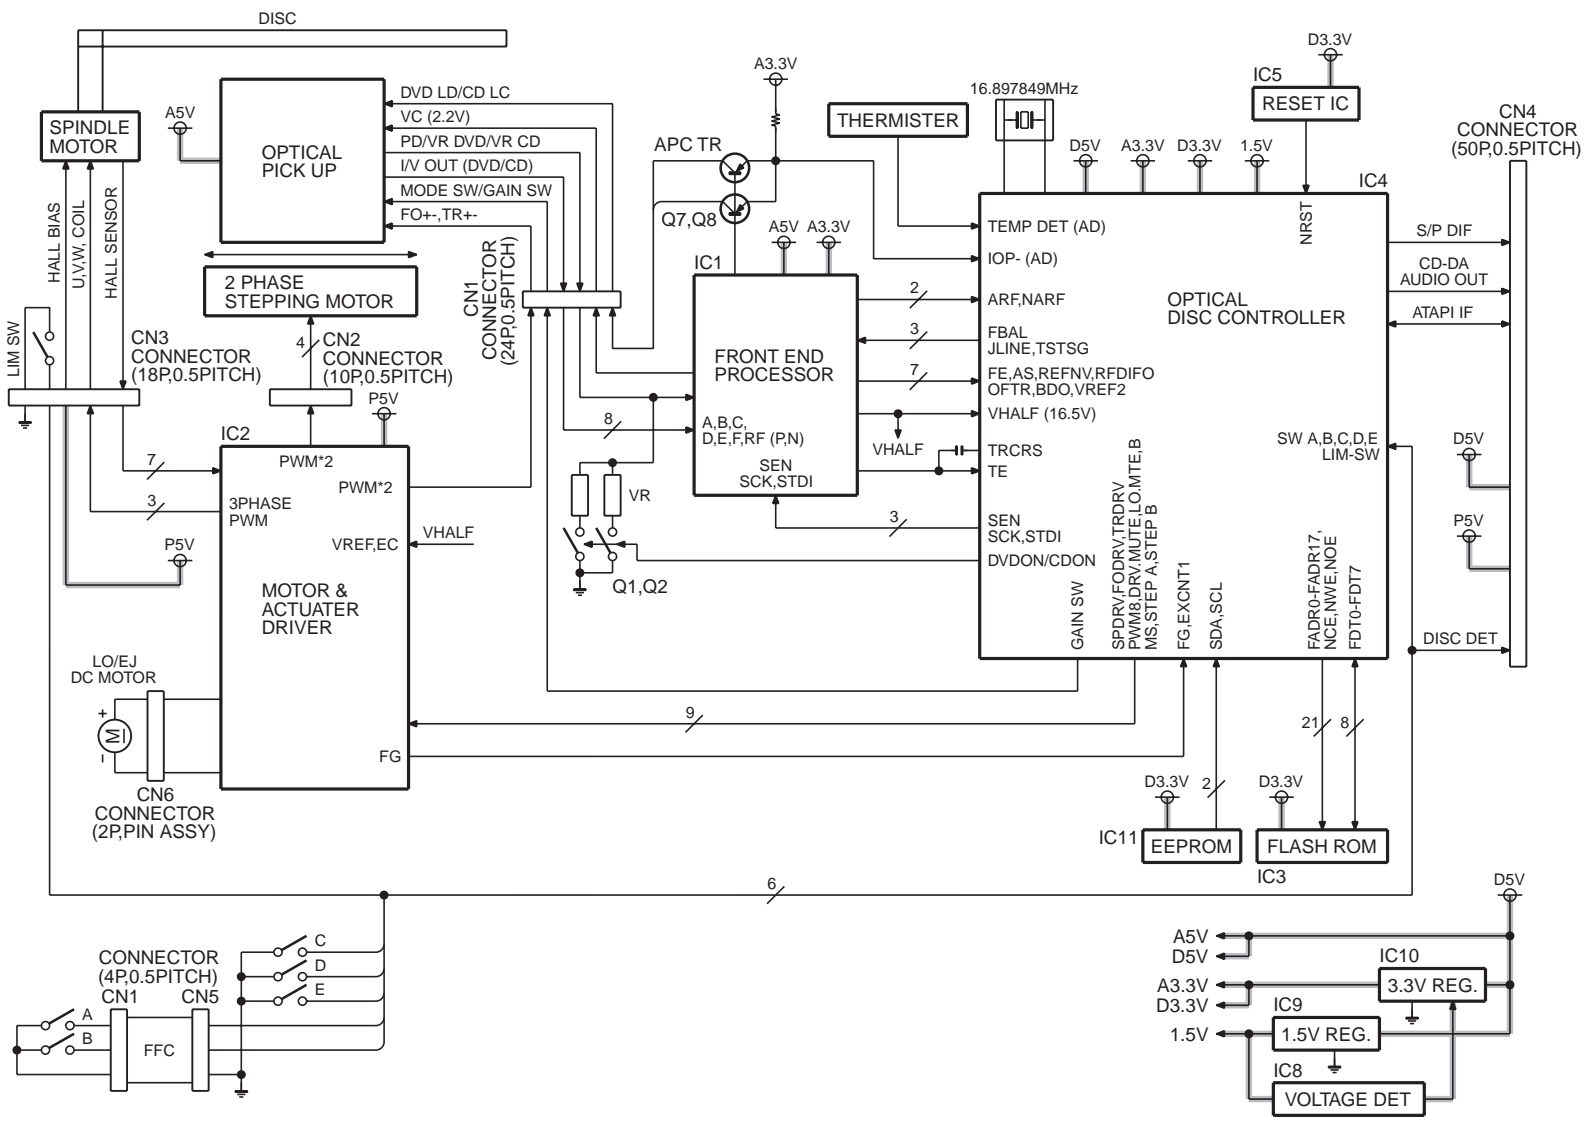 DISC
SPINDLE
MOTOR
A5V
OPTICAL
PICK UP
DVD LD/CD LC
VC (2.2V)
PD/VR DVD/VR CD
I/V OUT (DVD/CD)
MODE SW/GAIN SW
FO+-,TR+-
HALL BIAS
U,V,W, COIL
HALL SENSOR
2 PHASE
STEPPING MOTOR
LIM SW
CN3
CONNECTOR
(18P,0.5PITCH)
4
CN2
CONNECTOR
(10P,0.5PITCH)
CN1
CONNECTOR
(24P,0.5PITCH)
P5V
IC2
PWM*2
PWM*2
7
3
3PHASE
PWM
VREF,EC
VHALF
P5V
MOTOR &
ACTUATER
DRIVER
LO/EJ
DC MOTOR
+
M
–
CN6
CONNECTOR
(2P,PIN ASSY)
FG
A3.3V
APC TR
Q7,Q8
A5V
A3.3V
IC1
FRONT END
PROCESSOR
8
A,B,C,
D,E,F,RF (P,N)
SEN
SCK,STDI
VR
Q1,Q2
THERMISTER
16.897849MHz
D5V
A3.3V
D3.3V
1.5V
D3.3V
IC5
RESET IC
IC4
NRST
TEMP DET (AD)
IOP- (AD)
2
ARF,NARF
3
FBAL
JLINE,TSTSG
7
FE,AS,REFNV,RFDIFO
OFTR,BDO,VREF2
VHALF (16.5V)
VHALF
TRCRS
TE
3
SEN
SCK,STDI
DVDON/CDON
OPTICAL
DISC CONTROLLER
SW A,B,C,D,E
LIM-SW
GAIN SW
SPDRV,FODRV,TRDRV
PWM8,DRV.MUTE,LO.MTE,B
MS,STEP A,STEP B
FG,EXCNT1
SDA,SCL
FADR0-FADR17,
NCE,NWE,NOE
FDT0-FDT7
CN4
CONNECTOR
(50P,0.5PITCH)
S/P DIF
CD-DA
AUDIO OUT
ATAPI IF
D5V
P5V
DISC DET
9
21
8
2
D3.3V
IC11
EEPROM
D3.3V
FLASH ROM
IC3
6
CONNECTOR
(4P,0.5PITCH)
CN1
CN5
C
D
E
A
B
FFC
D5V
A5V
D5V
IC10
A3.3V
3.3V REG.
D3.3V
IC9
1.5V
1.5V REG.
IC8
VOLTAGE DET